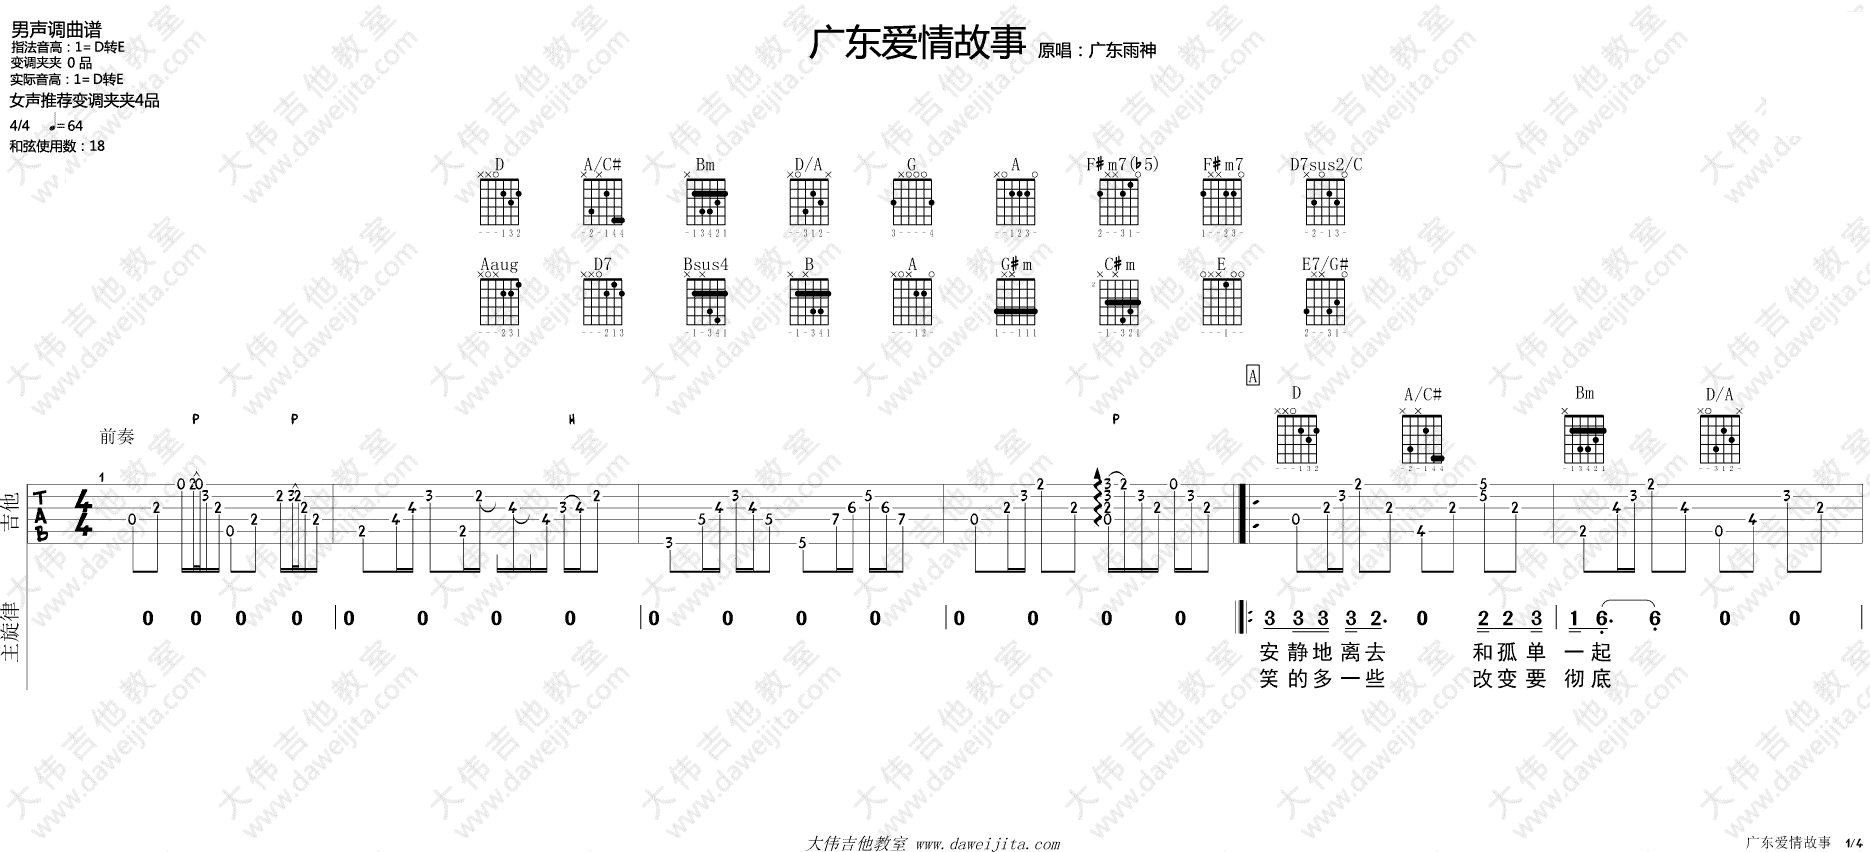 男声调曲谱
指法音高：1= D转E
变调夹夹 0 品
实际音高：1= D转E
女声推荐变调夹夹4品
4/4 ♩=64
和弦使用数：18
广东爱情故事 原唱：广东雨神
D A/C# Bm D/A G A F#m7(b5) F#m7 D7sus2/C
Aaug D7 Bsus4 B A G#m C#m E E7/G#
A
D A/C# Bm D/A
P P H P
前奏
1
吉他
TAB 4/4
主旋律
0 0 0 0 | 0 0 0 0 | 0 0 0 0 | 0 0 0 0 |: 3 3 3 3 2. 0 2 2 3 | 1 6. 6 0 0 |
安静地离去 和孤单一起
笑的多一些 改变要彻底
大伟吉他教室 www.daweijita.com
广东爱情故事 1/4